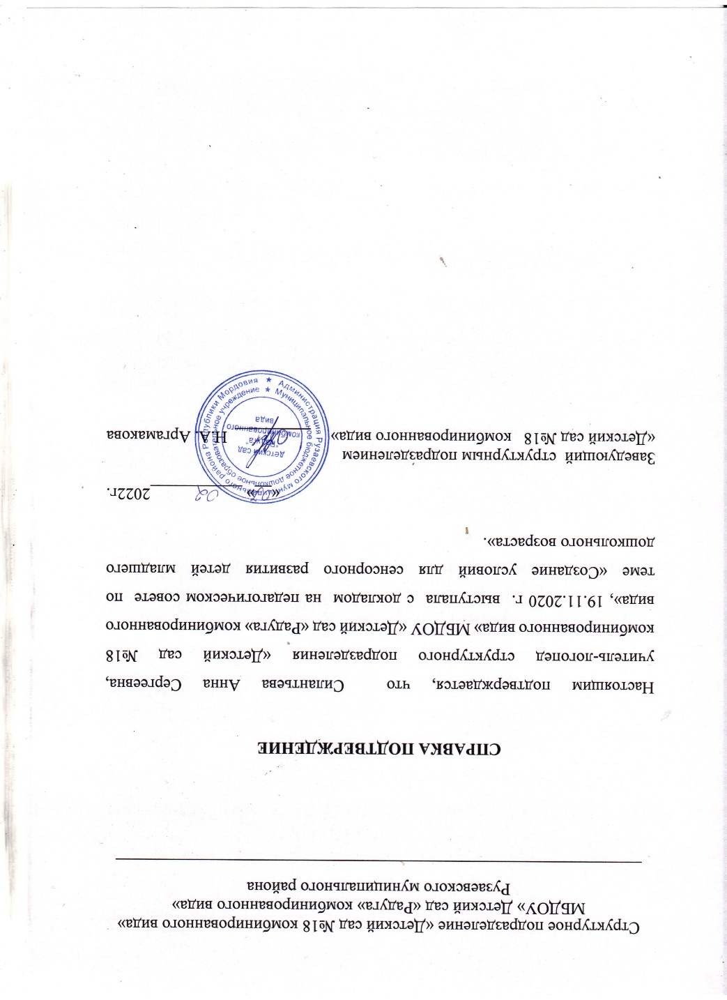 Структурное подразделение «Детский сад №18 комбинированного вида»
МБДОУ» Детский сад «Радуга» комбинированного вида»
Рузаевского муниципального района
СПРАВКА ПОДТВЕРЖДЕНИЕ
Настоящим подтверждается, что Силантьева Анна Сергеевна,
учитель-логопед структурного подразделения «Детский сад №18
комбинированного вида» МБДОУ «Детский сад «Радуга» комбинированного
вида», 19.11.2020 г. выступала с докладом на педагогическом совете по
теме «Создание условий для сенсорного развития детей младшего
дошкольного возраста».
« » 02 2022г.
Заведующий структурным подразделением
«Детский сад №18 комбинированного вида» Н.А. Аргамакова
Администрация Рузаевского муниципального района Республики Мордовия
Муниципальное бюджетное дошкольное образовательное учреждение
детский сад
"Радуга"
комбинированного
вида